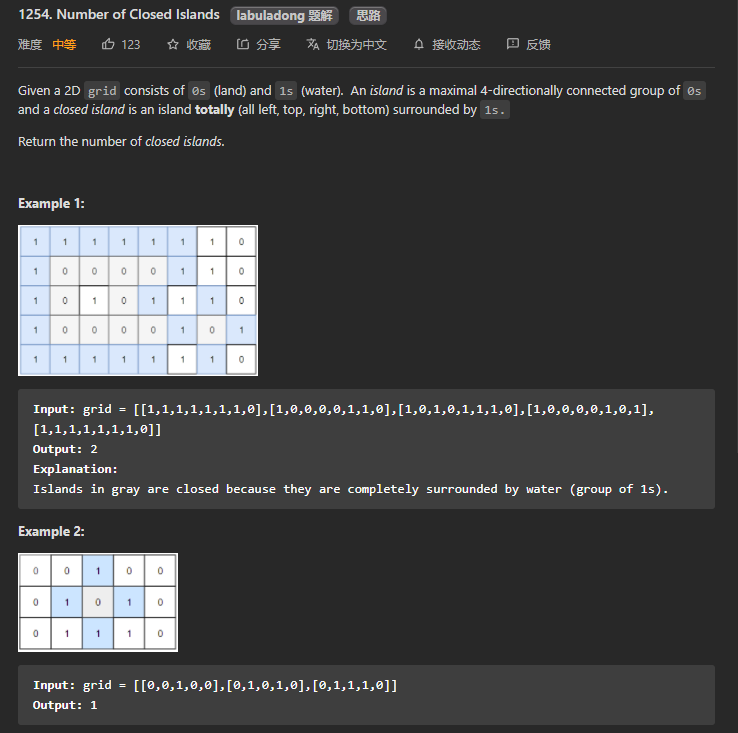 1254. Number of Closed Islands labuladong 题解 思路
难度 中等 123 收藏 分享 切换为中文 接收动态 反馈
Given a 2D grid consists of 0s (land) and 1s (water). An island is a maximal 4-directionally connected group of 0s
and a closed island is an island totally (all left, top, right, bottom) surrounded by 1s.
Return the number of closed islands.
Example 1:
1 1 1 1 1 1 1 0
1 0 0 0 0 1 1 0
1 0 1 0 1 1 1 0
1 0 0 0 0 1 0 1
1 1 1 1 1 1 1 0
Input: grid = [[1,1,1,1,1,1,1,0],[1,0,0,0,0,1,1,0],[1,0,1,0,1,1,1,0],[1,0,0,0,0,1,0,1],
[1,1,1,1,1,1,1,0]]
Output: 2
Explanation:
Islands in gray are closed because they are completely surrounded by water (group of 1s).
Example 2:
0 0 1 0 0
0 1 0 1 0
0 1 1 1 0
Input: grid = [[0,0,1,0,0],[0,1,0,1,0],[0,1,1,1,0]]
Output: 1